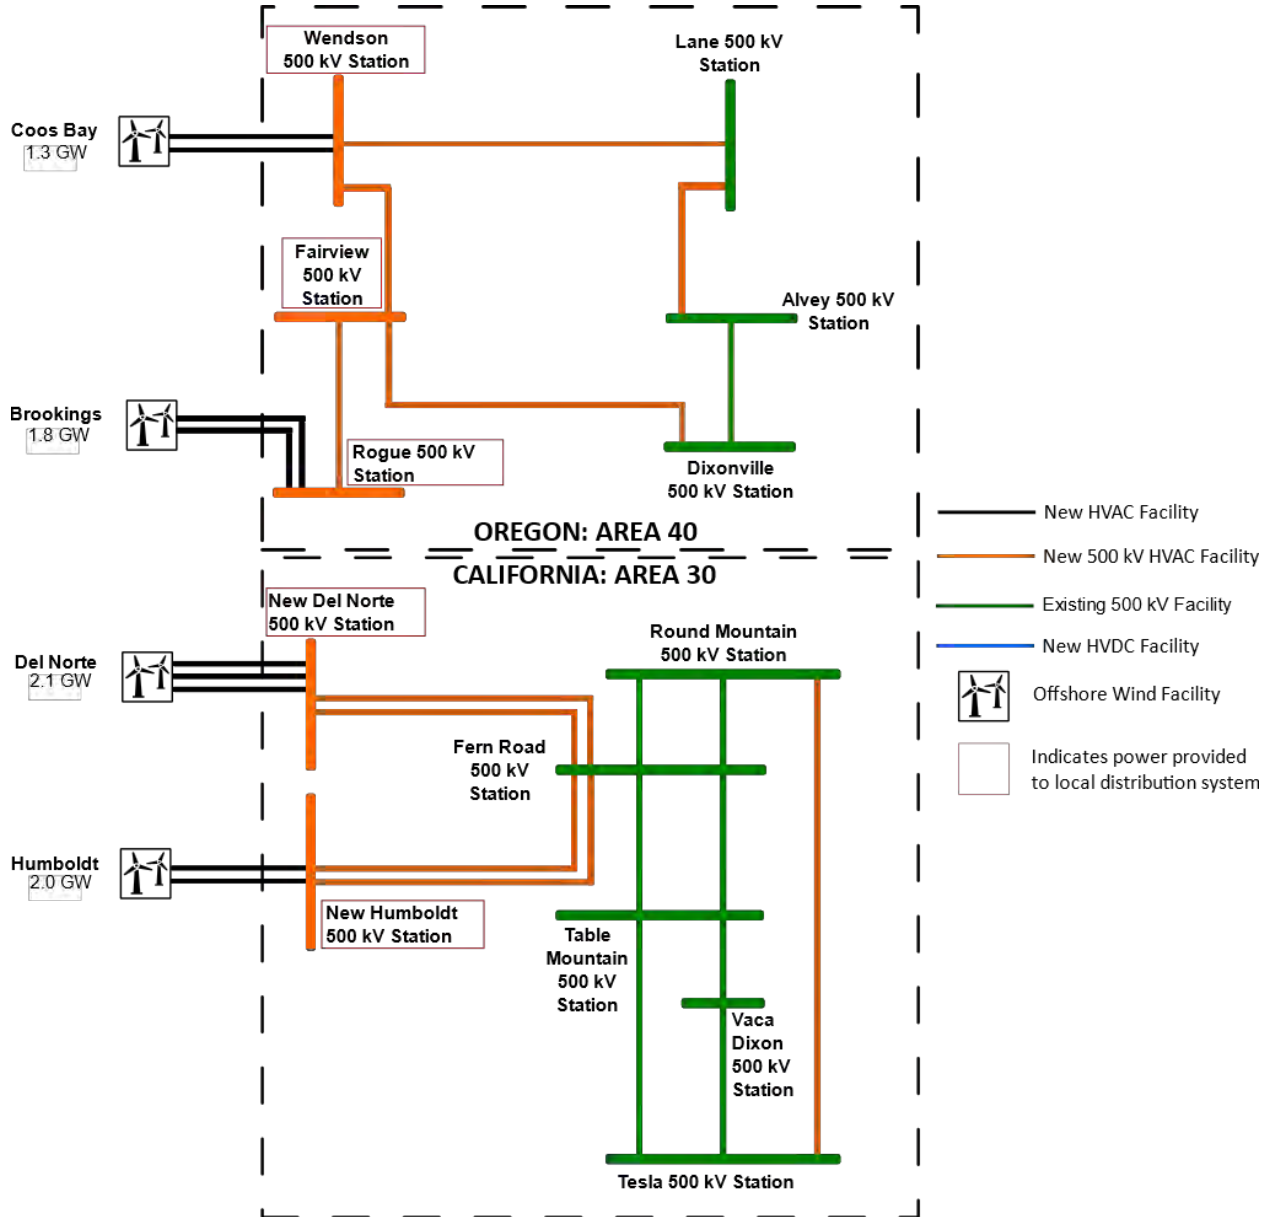 Wendson
500 kV Station
Lane 500 kV
Station
Coos Bay
1.3 GW
Fairview
500 kV
Station
Alvey 500 kV
Station
Brookings
1.8 GW
Rogue 500 kV
Station
Dixonville
500 kV Station
OREGON: AREA 40
CALIFORNIA: AREA 30
New HVAC Facility
New 500 kV HVAC Facility
Existing 500 kV Facility
New HVDC Facility
Offshore Wind Facility
Indicates power provided
to local distribution system
New Del Norte
500 kV Station
Round Mountain
500 kV Station
Del Norte
2.1 GW
Fern Road
500 kV
Station
Humboldt
2.0 GW
New Humboldt
500 kV Station
Table
Mountain
500 kV
Station
Vaca
Dixon
500 kV
Station
Tesla 500 kV Station